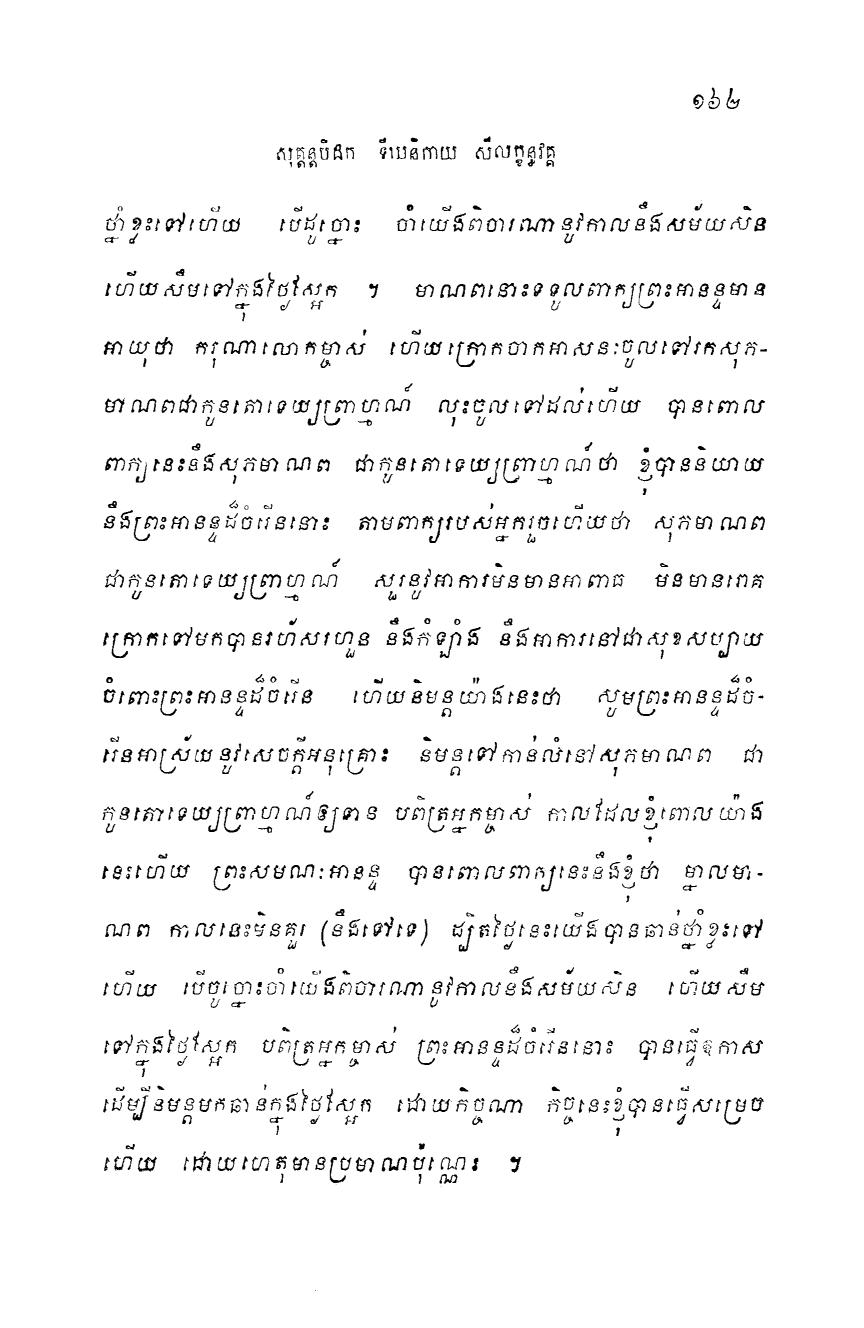 ១៦២
សុត្តន្តបិដក ទីឃនិកាយ សីលក្ខន្ធវគ្គ
ថ្នាំខ្លះទៅហើយ បើដូច្នោះ ចាំយើងពិចារណានូវកាលនឹងសម័យសិន
ហើយសឹមទៅក្នុងថ្ងៃស្អែក ។ មាណពនោះទទួលពាក្យព្រះអានន្ទមាន
អាយុថា ករុណាលោកម្ចាស់ ហើយក្រោកចាកអាសនៈចូលទៅរកសុភ-
មាណពជាកូនតោទេយ្យព្រាហ្មណ៍ លុះចូលទៅដល់ហើយ បានពោល
ពាក្យនេះនឹងសុភមាណព ជាកូនតោទេយ្យព្រាហ្មណ៍ថា ខ្ញុំបាននិយាយ
នឹងព្រះអានន្ទដ៏ចំរើននោះ តាមពាក្យរបស់អ្នករួចហើយថា សុភមាណព
ជាកូនតោទេយ្យព្រាហ្មណ៍ សួរនូវអាការមិនមានអាពាធ មិនមានរោគ
ក្រោកទៅមកបានរហ័សរហួន នឹងកំឡាំង នឹងអាការនៅជាសុខសប្បាយ
ចំពោះព្រះអានន្ទដ៏ចំរើន ហើយនិមន្តយ៉ាងនេះថា សូមព្រះអានន្ទដ៏ចំ-
រើនអាស្រ័យនូវសេចក្តីអនុគ្រោះ និមន្តទៅកាន់លំនៅសុភមាណព ជា
កូនតោទេយ្យព្រាហ្មណ៍ឱ្យទាន បពិត្រអ្នកម្ចាស់ កាលដែលខ្ញុំពោលយ៉ាង
នេះហើយ ព្រះសមណៈអានន្ទ បានពោលពាក្យនេះនឹងខ្ញុំថា ម្នាលមា-
ណព កាលនេះមិនគួរ (នឹងទៅទេ) ដ្បិតថ្ងៃនេះយើងបានឆាន់ថ្នាំខ្លះទៅ
ហើយ បើដូច្នោះចាំយើងពិចារណានូវកាលនឹងសម័យសិន ហើយសឹម
ទៅក្នុងថ្ងៃស្អែក បពិត្រអ្នកម្ចាស់ ព្រះអានន្ទដ៏ចំរើននោះ បានធ្វើឱកាស
ដើម្បីនិមន្តមកឆាន់ក្នុងថ្ងៃស្អែក ដោយកិច្ចណា កិច្ចនេះខ្ញុំបានធ្វើសម្រេច
ហើយ ដោយហេតុមានប្រមាណប៉ុណ្ណេះ ។